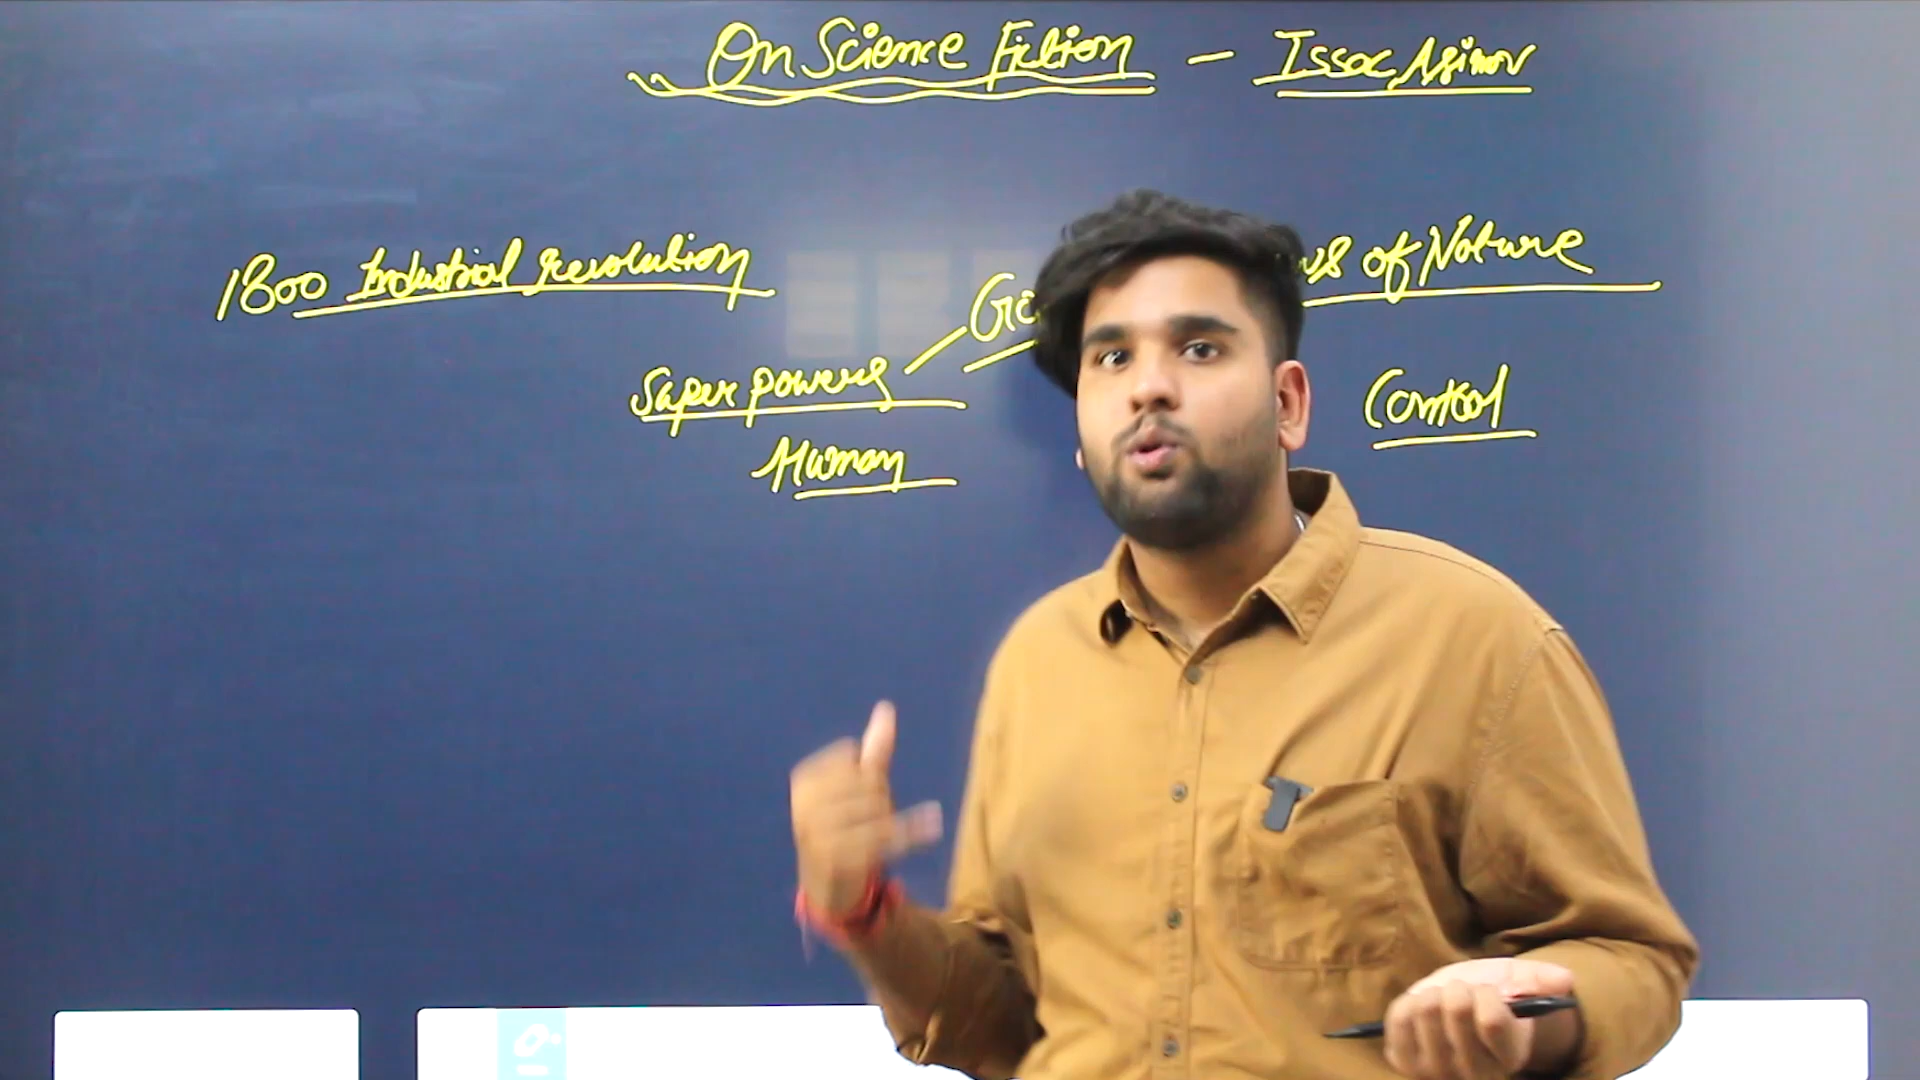 On Science Fiction - Issac Asimov
1800 Industrial revolution
of Nature
Super powers
Control
Human